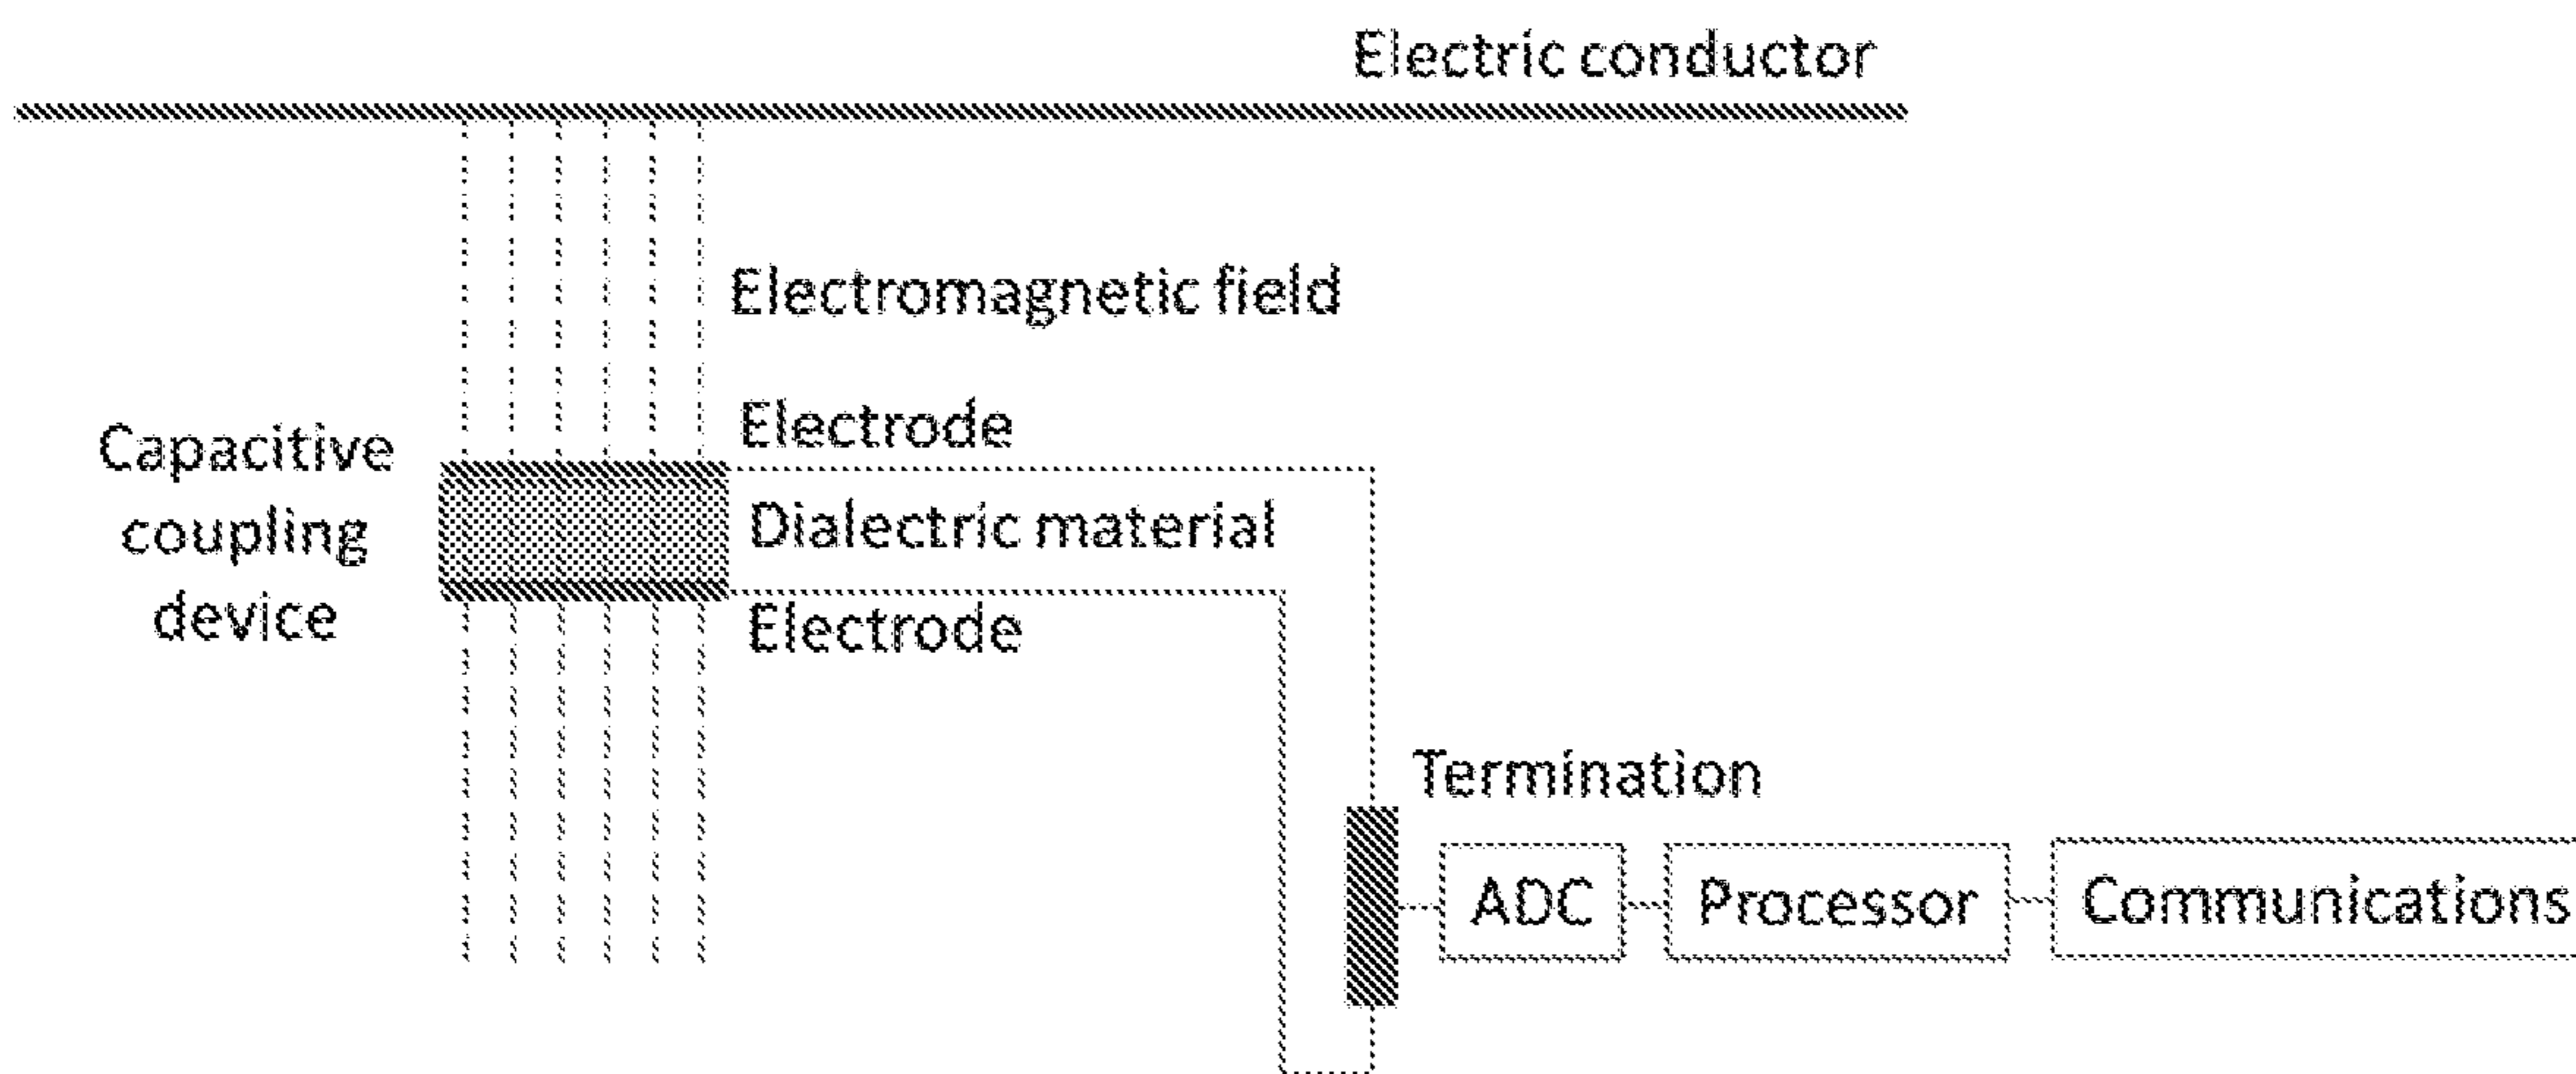 Electric conductor
Electromagnetic field
Electrode
Capacitive
coupling
device
Dialectric material
Electrode
Termination
ADC
Processor
Communications